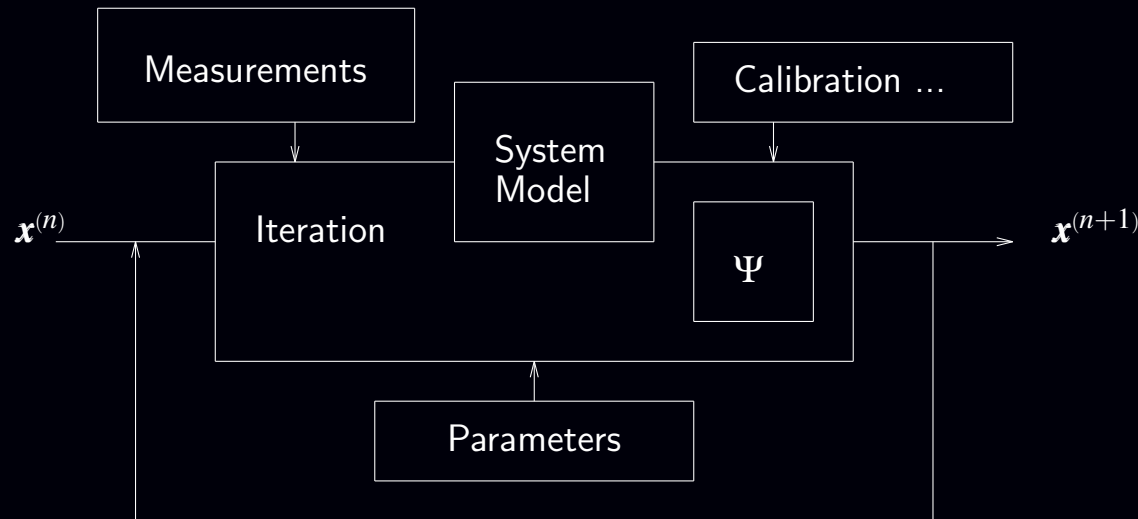 Measurements
Calibration ...
System
Model
x^(n)
Iteration
x^(n+1)
Ψ
Parameters